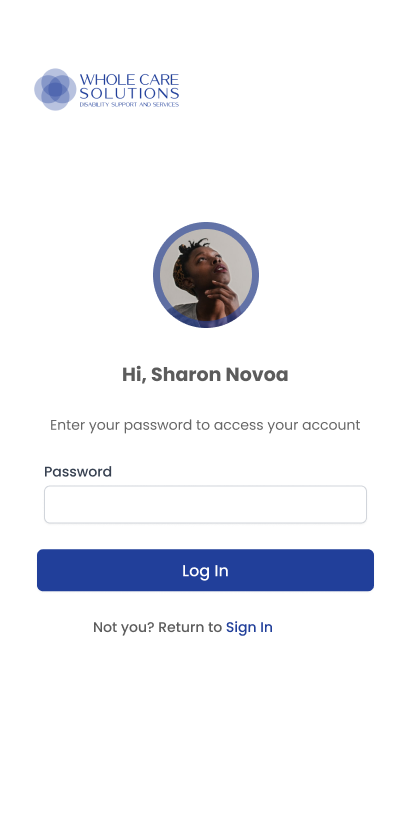 WHOLE CARE
SOLUTIONS
DISABILITY SUPPORT AND SERVICES
Hi, Sharon Novoa
Enter your password to access your account
Password
Log In
Not you? Return to Sign In